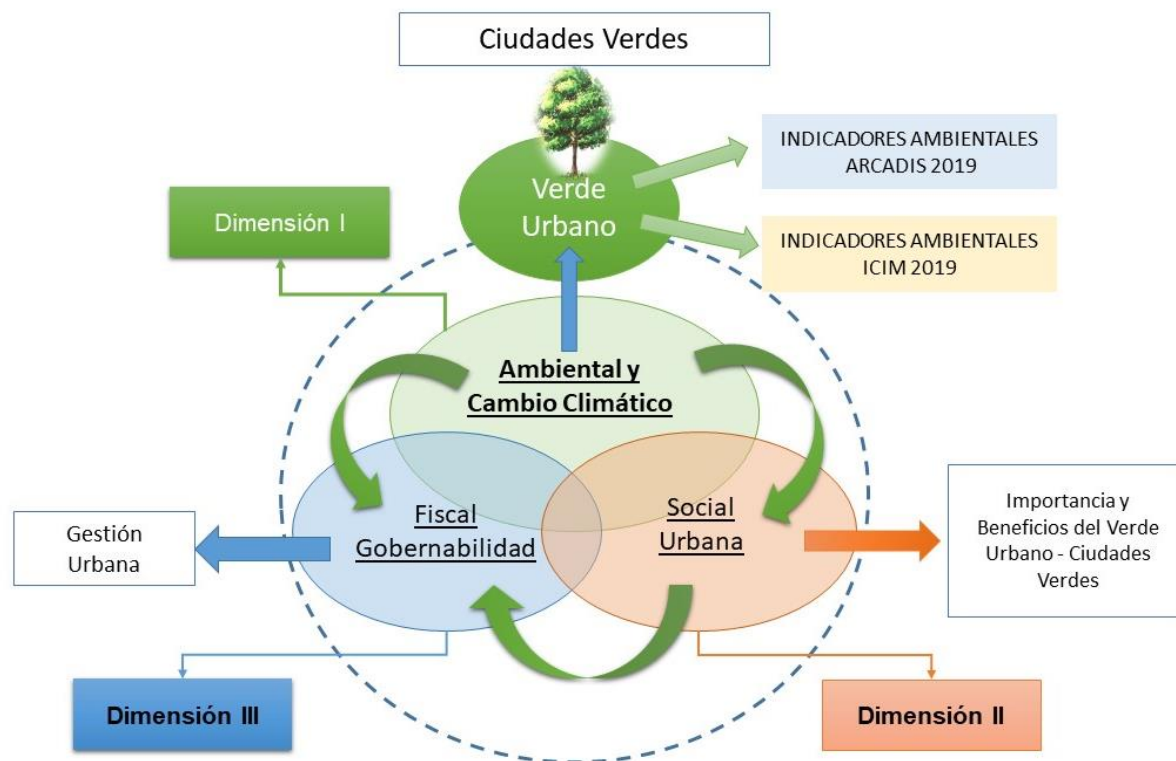 Ciudades Verdes
Verde
Urbano
INDICADORES AMBIENTALES
ARCADIS 2019
INDICADORES AMBIENTALES
ICIM 2019
Dimensión I
Ambiental y
Cambio Climático
Fiscal
Gobernabilidad
Social
Urbana
Gestión
Urbana
Importancia y
Beneficios del Verde
Urbano - Ciudades
Verdes
Dimensión III
Dimensión II